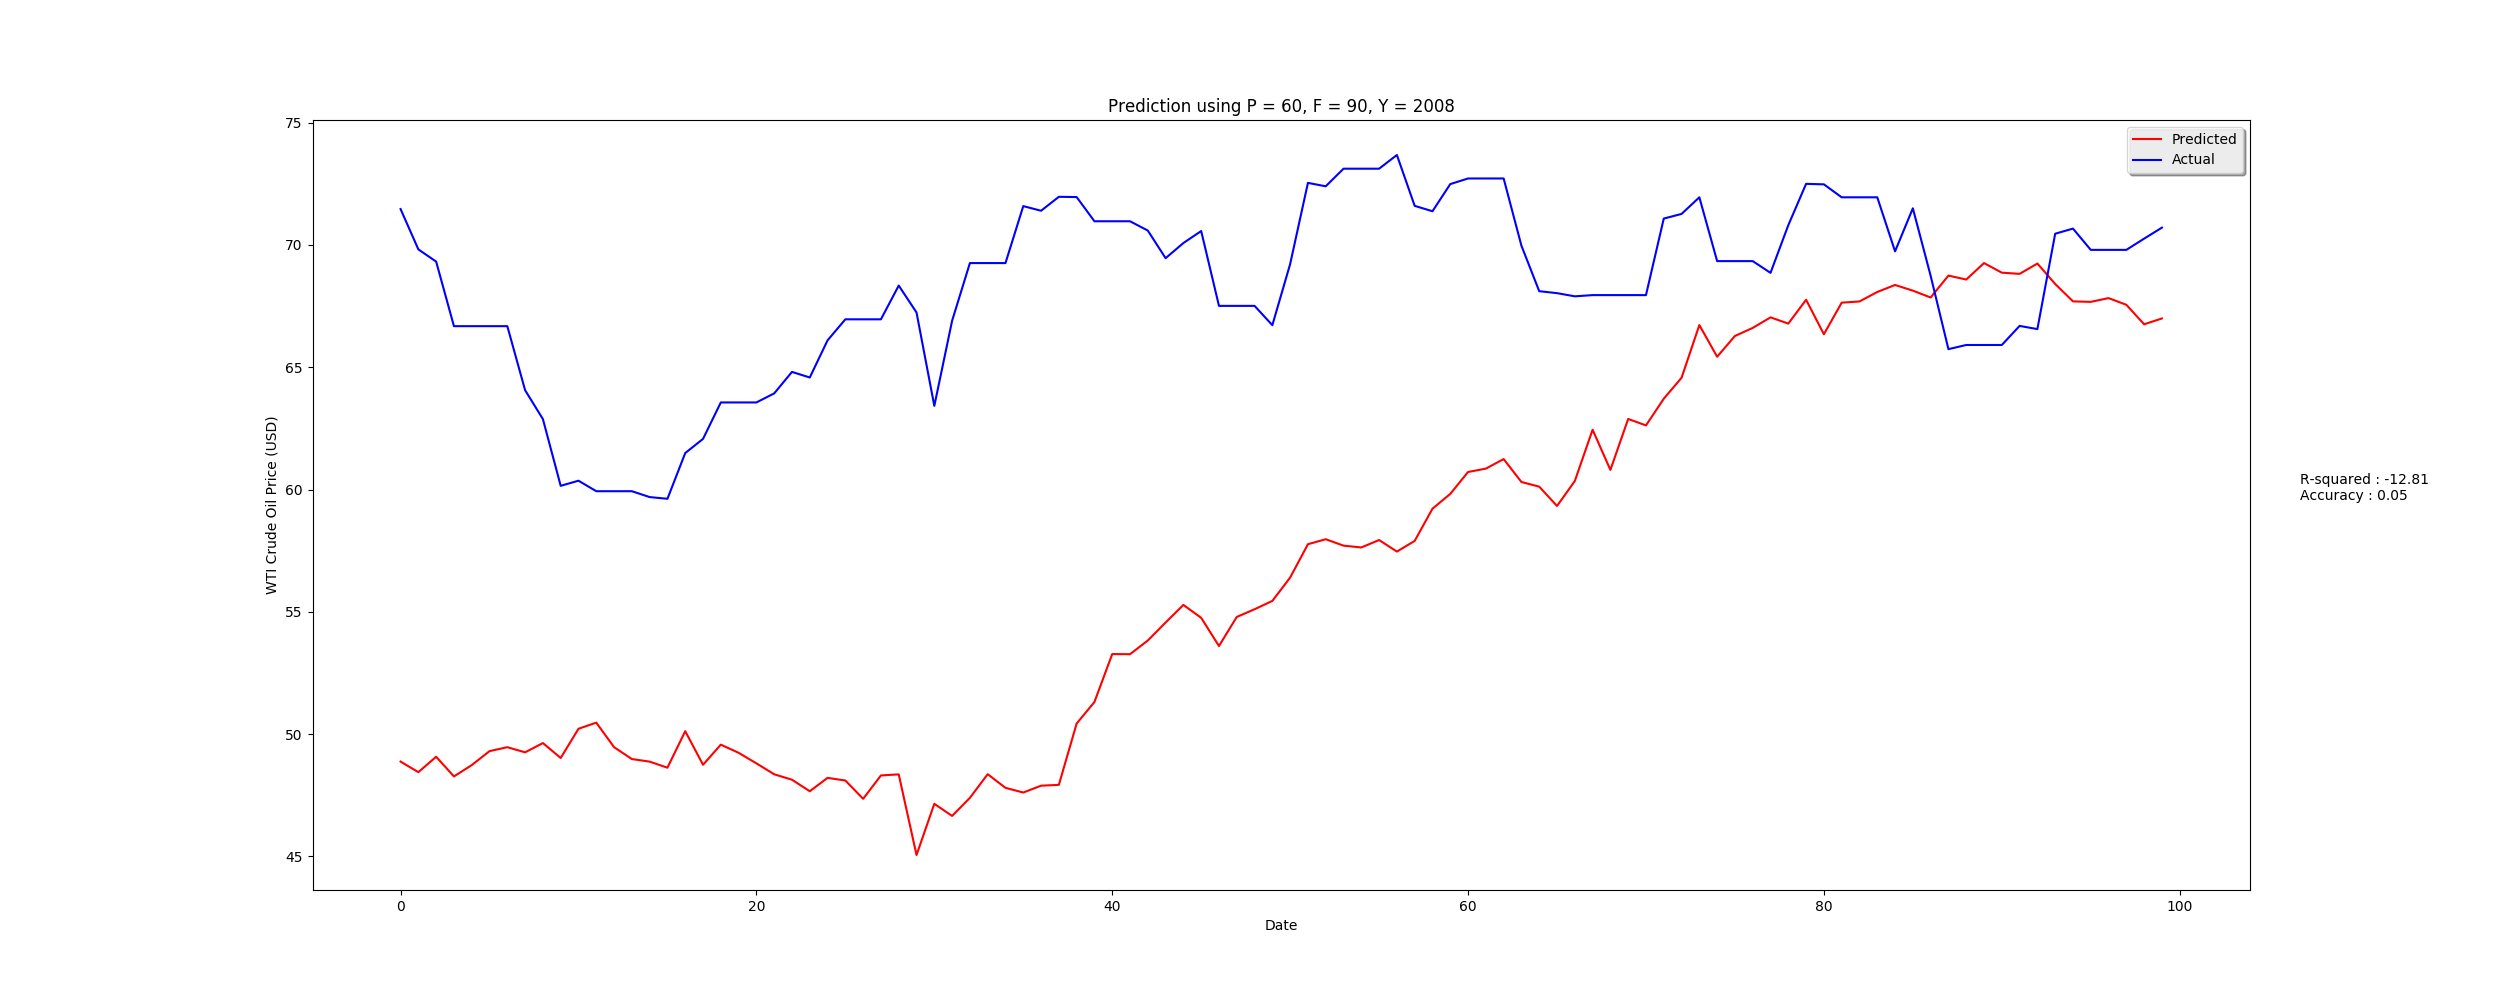 Prediction using P = 60, F = 90, Y = 2008
75
70
65
60
55
50
45
WTI Crude Oil Price (USD)
Predicted
Actual
R-squared : -12.81
Accuracy : 0.05
0
20
40
60
80
100
Date